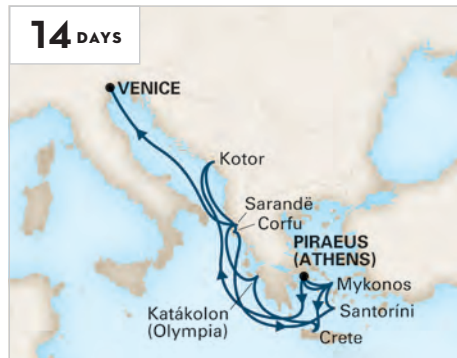 14 DAYS
VENICE
Kotor
Sarandë
Corfu
PIRAEUS
(ATHENS)
Mykonos
Katákolon
(Olympia)
Santoríni
Crete